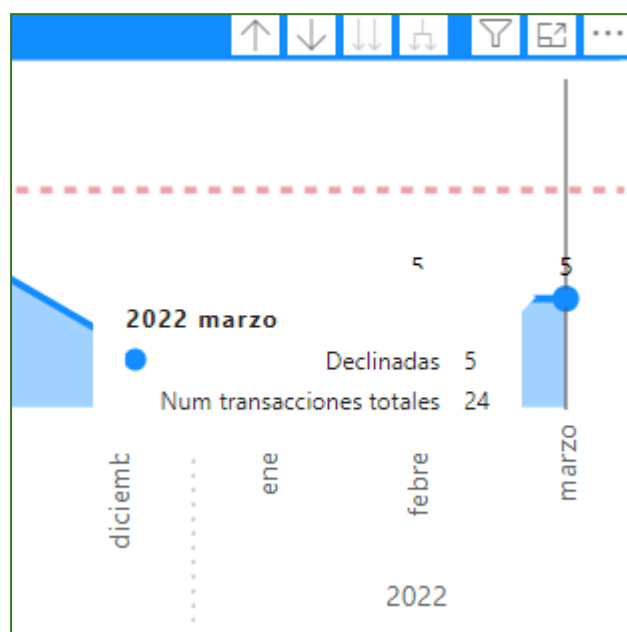 5 5
2022 marzo
Declinadas 5
Num transacciones totales 24
diciemb
ene
febre
marzo
2022